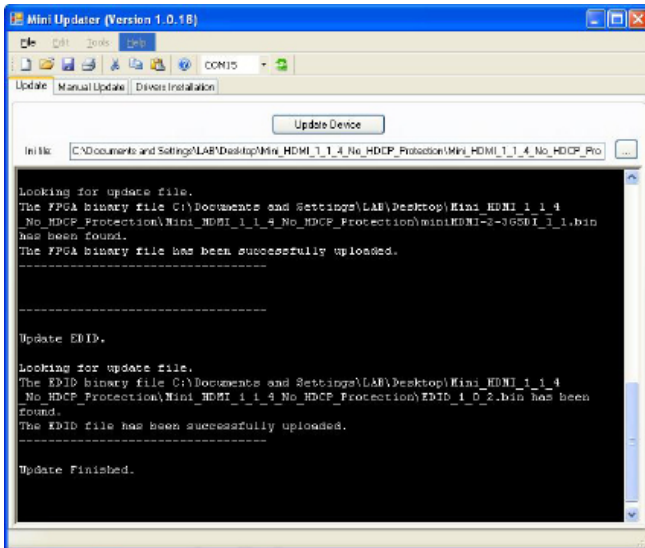 Mini Updater (Version 1.0.18)
File Edit Tools Help
COM15
Update Manual Update Drivers Installation
Update Device
Ini file: C:\Documents and Settings\LAB\Desktop\Mini_HDMI_1_1_4_No_HDCP_Protection\Mini_HDMI_1_1_4_No_HDCP_Pro ...
Looking for update file.
The FPGA binary file C:\Documents and Settings\LAB\Desktop\Mini_HDMI_1_1_4
_No_HDCP_Protection\Mini_HDMI_1_1_4_No_HDCP_Protection\miniHDMI-2-3GSDI_1_1.bin
has been found.
The FPGA binary file has been successfully uploaded.
----------------------------------
----------------------------------
Update EDID.
Looking for update file.
The EDID binary file C:\Documents and Settings\LAB\Desktop\Mini_HDMI_1_1_4
_No_HDCP_Protection\Mini_HDMI_1_1_4_No_HDCP_Protection\EDID_1_0_2.bin has been
found.
The EDID file has been successfully uploaded.
----------------------------------
Update Finished.